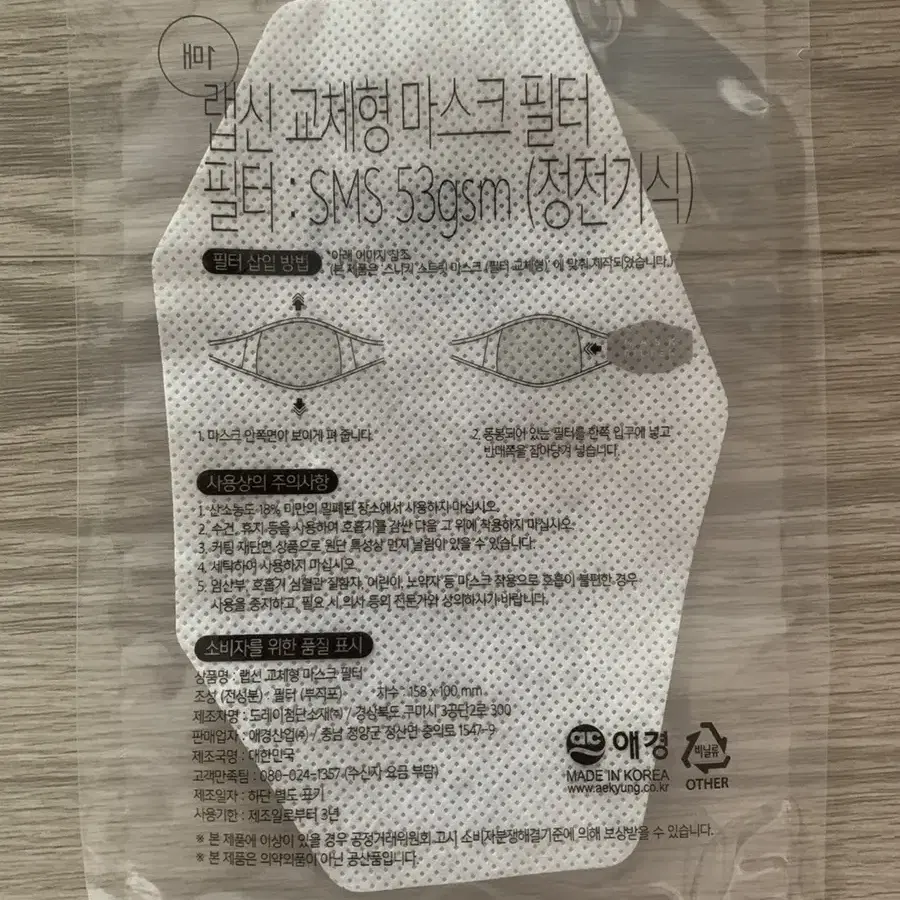 1매
랩신 교체형 마스크 필터
필터 : SMS 53gsm (정전기식)
필터 삽입 방법
*아래 이미지 참조
(본 제품은 '스니키 스트릿 마스크 (필터 교체형)' 에 맞춰 제작되었습니다.)
1. 마스크 안쪽면이 보이게 펴 줍니다.
2. 동봉되어 있는 필터를 한쪽 입구에 넣고
반대쪽을 잡아당겨 넣습니다.
사용상의 주의사항
1. 산소농도 18% 미만의 밀폐된 장소에서 사용하지 마십시오.
2. 수건, 휴지 등을 사용하여 호흡기를 감싼 다음 그 위에 착용하지 마십시오.
3. 커팅 재단면 상품으로 원단 특성상 먼지 날림이 있을 수 있습니다.
4. 세탁하여 사용하지 마십시오.
5. 임산부, 호흡기 심혈관 질환자, 어린이, 노약자 등 마스크 착용으로 호흡이 불편한 경우
사용을 중지하고, 필요 시 의사 등의 전문가와 상의하시기 바랍니다.
소비자를 위한 품질 표시
상품명 : 랩신 교체형 마스크 필터
조성 (전성분) : 필터 (부직포) 치수 : 158 x 100 mm
제조자명 : 도레이첨단소재㈜ / 경상북도 구미시 3공단2로 300
판매업자 : 애경산업㈜ / 충남 청양군 정산면 중의로 1547-9
제조국명 : 대한민국
고객만족팀 : 080-024-1357 (수신자 요금 부담)
제조일자 : 하단 별도 표기
사용기한 : 제조일로부터 3년
※ 본 제품에 이상이 있을 경우 공정거래위원회 고시 소비자분쟁해결기준에 의해 보상받을 수 있습니다.
※ 본 제품은 의약외품이 아닌 공산품입니다.
애경
MADE IN KOREA
www.aekyung.co.kr
비닐류
OTHER